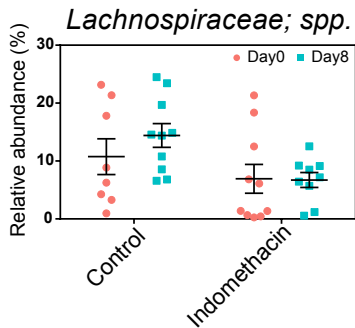 Lachnospiraceae; spp.
Day0 Day8
Relative abundance (%)
30
20
10
0
Control
Indomethacin